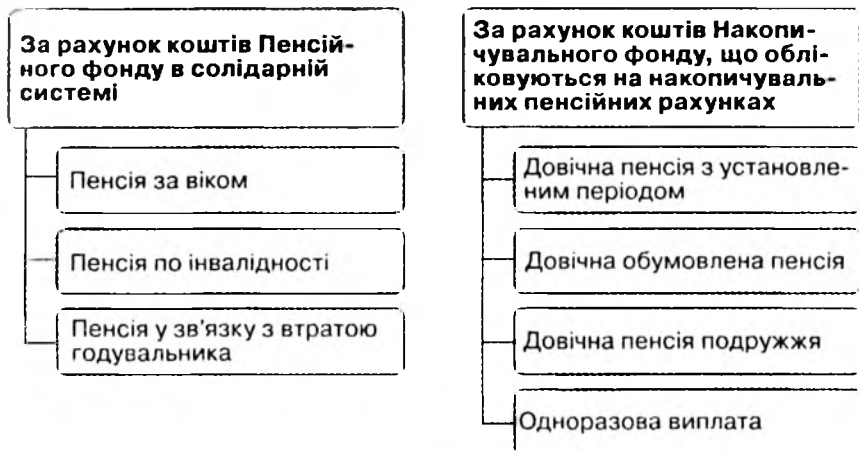 За рахунок коштів Пенсій-
ного фонду в солідарній
системі
Пенсія за віком
Пенсія по інвалідності
Пенсія у зв'язку з втратою
годувальника
За рахунок коштів Накопи-
чувального фонду, що облі-
ковуються на накопичуваль-
них пенсійних рахунках
Довічна пенсія з установле-
ним періодом
Довічна обумовлена пенсія
Довічна пенсія подружжя
Одноразова виплата